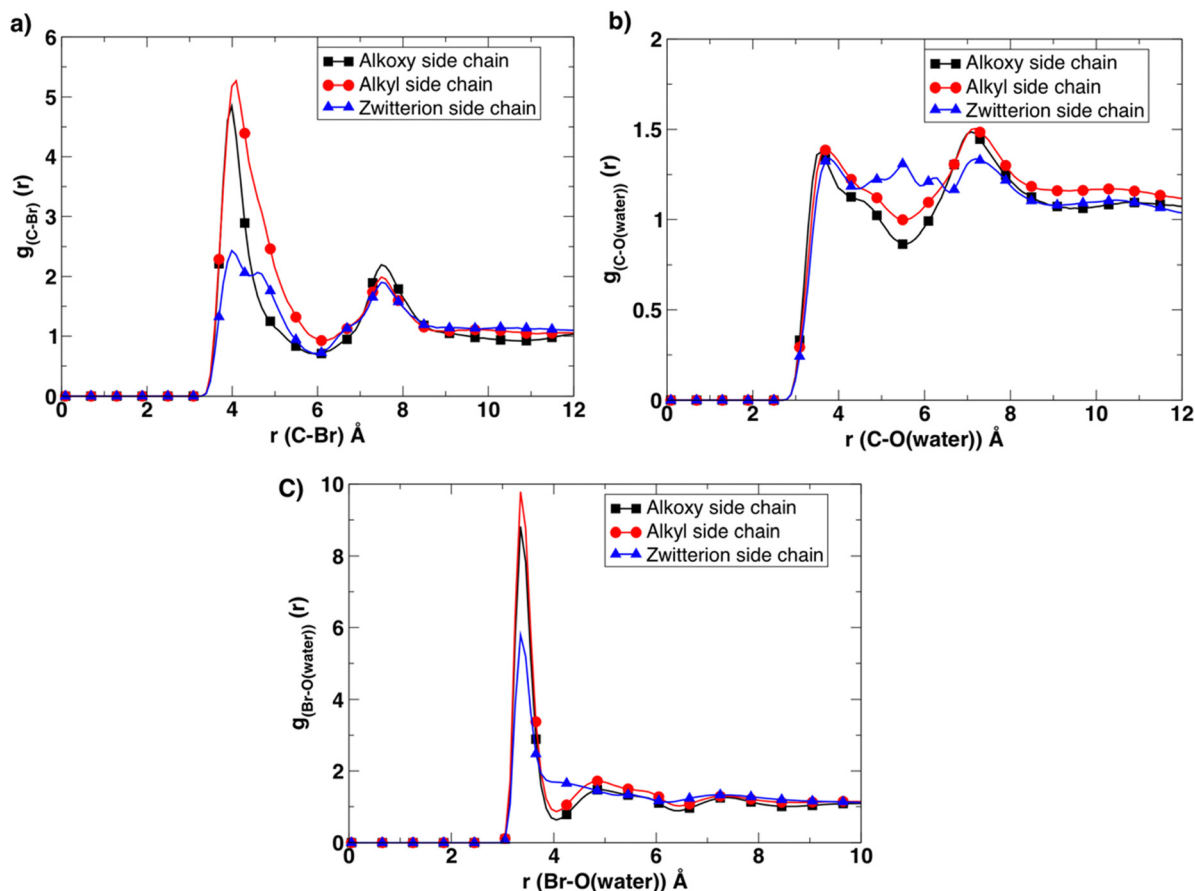 a)
6
5
4
3
2
1
0
g(C-Br) (r)
0 2 4 6 8 10 12
r (C-Br) Å
Alkoxy side chain
Alkyl side chain
Zwitterion side chain
b)
2
1.5
1
0.5
0
g(C-O(water)) (r)
0 2 4 6 8 10 12
r (C-O(water)) Å
Alkoxy side chain
Alkyl side chain
Zwitterion side chain
C)
10
8
6
4
2
0
g(Br-O(water)) (r)
0 2 4 6 8 10
r (Br-O(water)) Å
Alkoxy side chain
Alkyl side chain
Zwitterion side chain